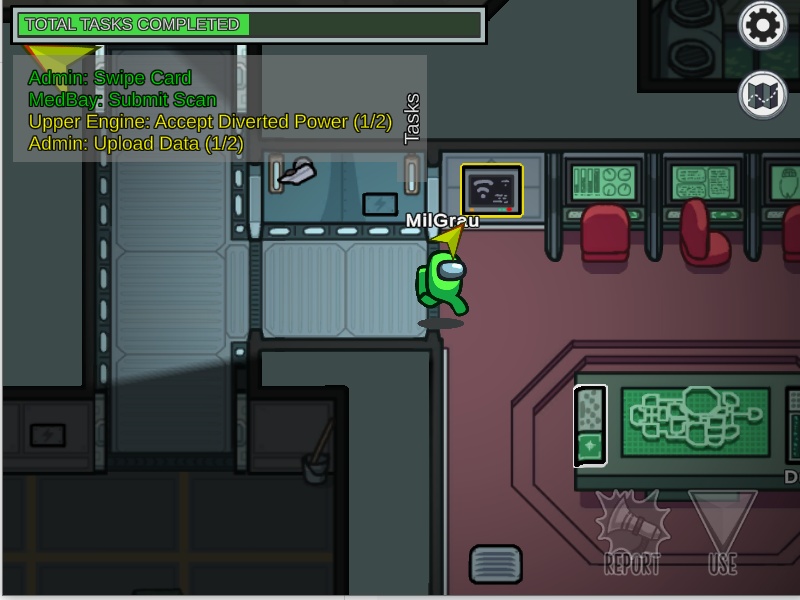 TOTAL TASKS COMPLETED
Admin: Swipe Card
MedBay: Submit Scan
Upper Engine: Accept Diverted Power (1/2)
Admin: Upload Data (1/2)
Tasks
MilGrau
REPORT
USE